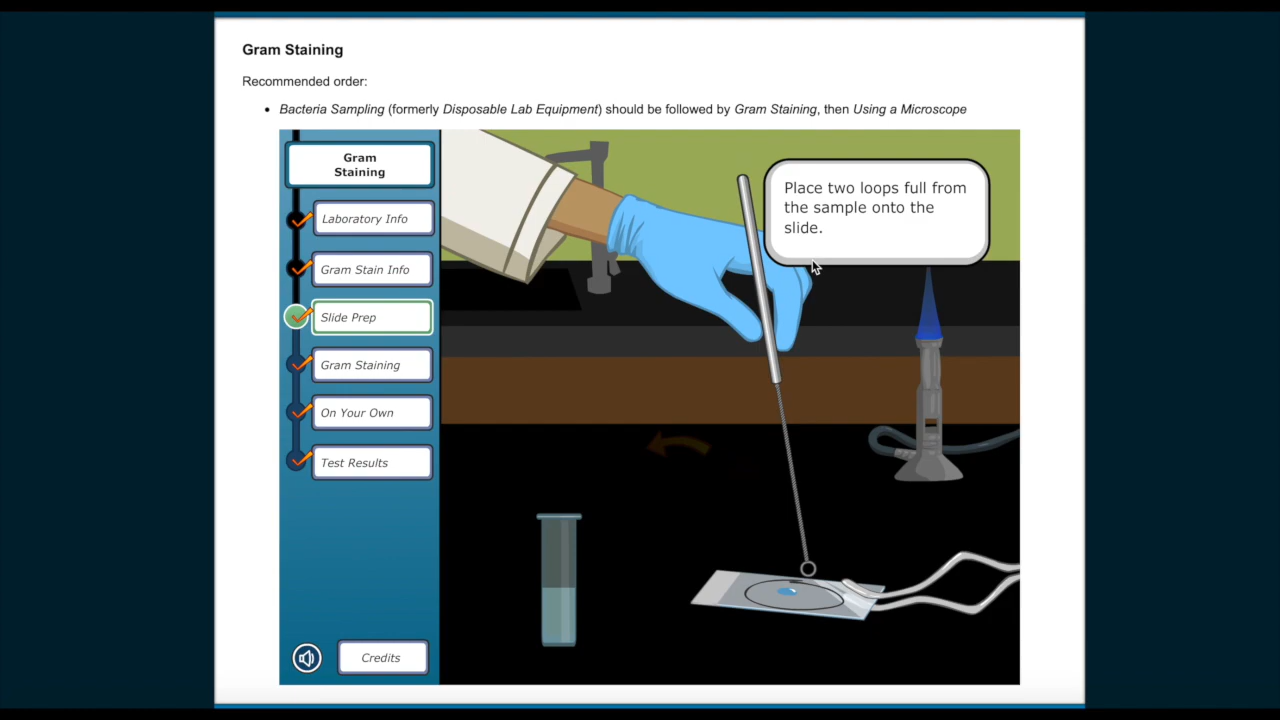 Gram Staining
Recommended order:
• Bacteria Sampling (formerly Disposable Lab Equipment) should be followed by Gram Staining, then Using a Microscope
Gram
Staining
Laboratory Info
Gram Stain Info
Slide Prep
Gram Staining
On Your Own
Test Results
Credits
Place two loops full from
the sample onto the
slide.